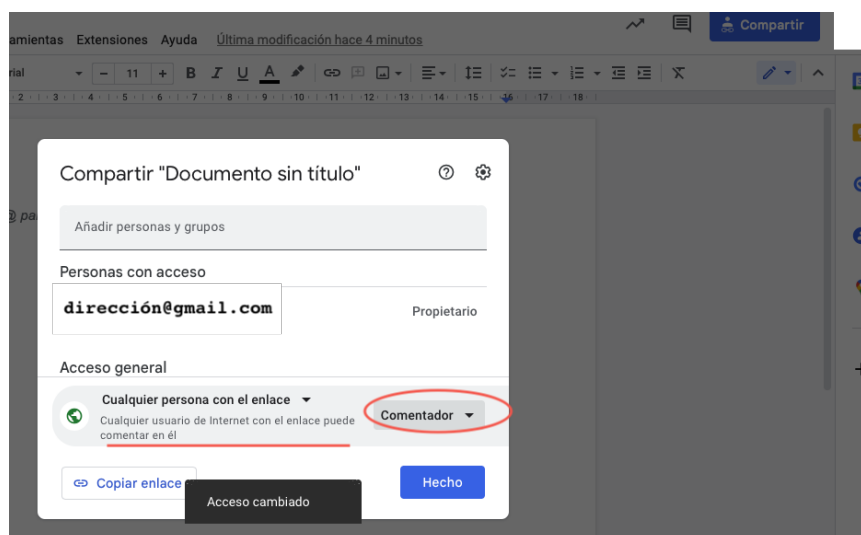 Compartir
amientas Extensiones Ayuda Última modificación hace 4 minutos
rial - 11 + B I U A
2 3 4 5 6 7 8 9 10 11 12 13 14 15 16 17 18
Compartir "Documento sin título"
@ pa
Añadir personas y grupos
Personas con acceso
dirección@gmail.com
Propietario
Acceso general
Cualquier persona con el enlace
Cualquier usuario de Internet con el enlace puede
comentar en él
Comentador
Copiar enlace
Hecho
Acceso cambiado